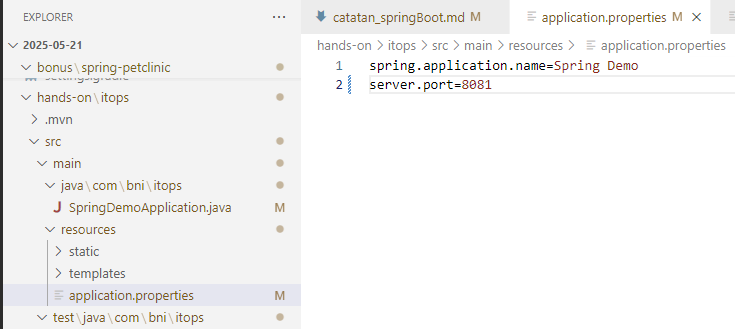 EXPLORER ...
2025-05-21
bonus\spring-petclinic
settings.gradle
hands-on\itops
.mvn
src
main
java\com\bni\itops
J SpringDemoApplication.java M
resources
static
templates
application.properties M
test\java\com\bni\itops
catatan_springBoot.md M
application.properties M
hands-on > itops > src > main > resources > application.properties
1 spring.application.name=Spring Demo
2 server.port=8081